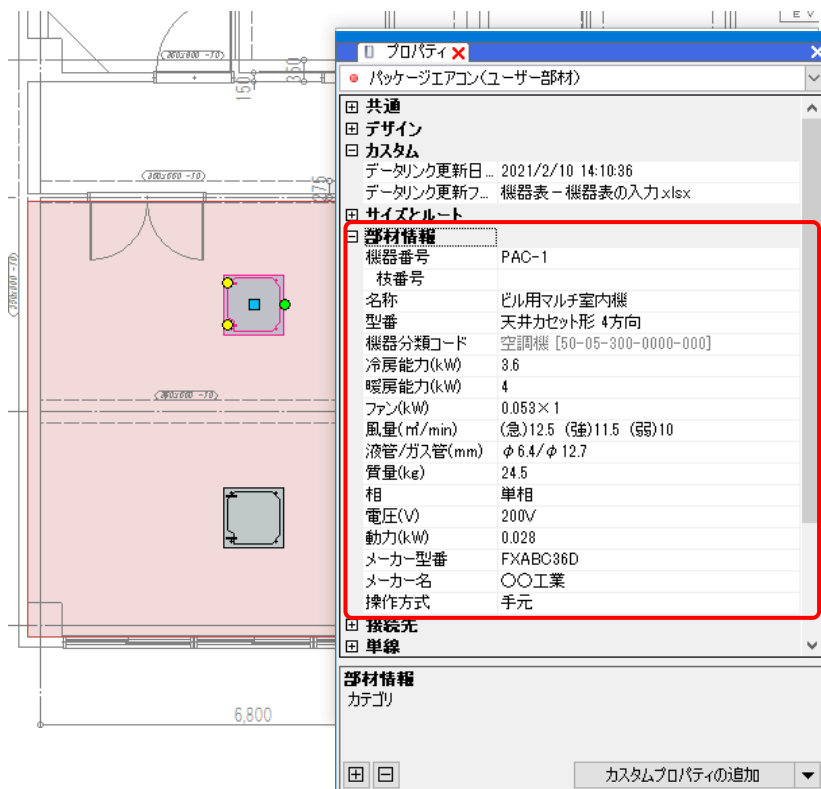 EV
(360x900 -10)
150
350
(360x660 -10)
275
(360x660 -10)
6,800
プロパティ
パッケージエアコン(ユーザー部材)
共通
デザイン
カスタム
データリンク更新日... 2021/2/10 14:10:36
データリンク更新フ... 機器表-機器表の入力.xlsx
サイズとルート
部材情報
機器番号 PAC-1
枝番号
名称 ビル用マルチ室内機
型番 天井カセット形 4方向
機器分類コード 空調機 [50-05-300-0000-000]
冷房能力(kW) 3.6
暖房能力(kW) 4
ファン(kW) 0.053×1
風量(㎥/min) (急)12.5 (強)11.5 (弱)10
液管/ガス管(mm) φ6.4/φ12.7
質量(kg) 24.5
相 単相
電圧(V) 200V
動力(kW) 0.028
メーカー型番 FXABC36D
メーカー名 〇〇工業
操作方式 手元
接続先
単線
部材情報
カテゴリ
カスタムプロパティの追加